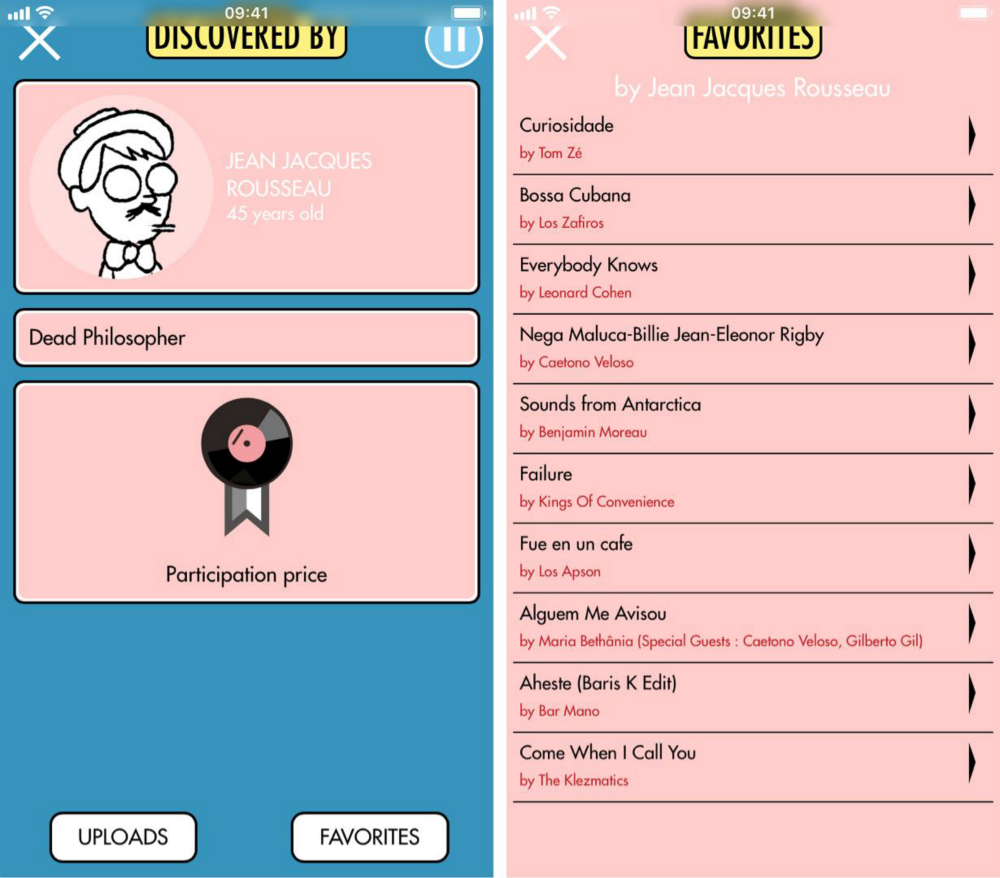 09:41
DISCOVERED BY
JEAN JACQUES
ROUSSEAU
45 years old
Dead Philosopher
Participation price
UPLOADS
FAVORITES
09:41
FAVORITES
by Jean Jacques Rousseau
Curiosidade
by Tom Zé
Bossa Cubana
by Los Zafiros
Everybody Knows
by Leonard Cohen
Nega Maluca-Billie Jean-Eleonor Rigby
by Caetono Veloso
Sounds from Antarctica
by Benjamin Moreau
Failure
by Kings Of Convenience
Fue en un cafe
by Los Apson
Alguem Me Avisou
by Maria Bethânia (Special Guests : Caetono Veloso, Gilberto Gil)
Aheste (Baris K Edit)
by Bar Mano
Come When I Call You
by The Klezmatics